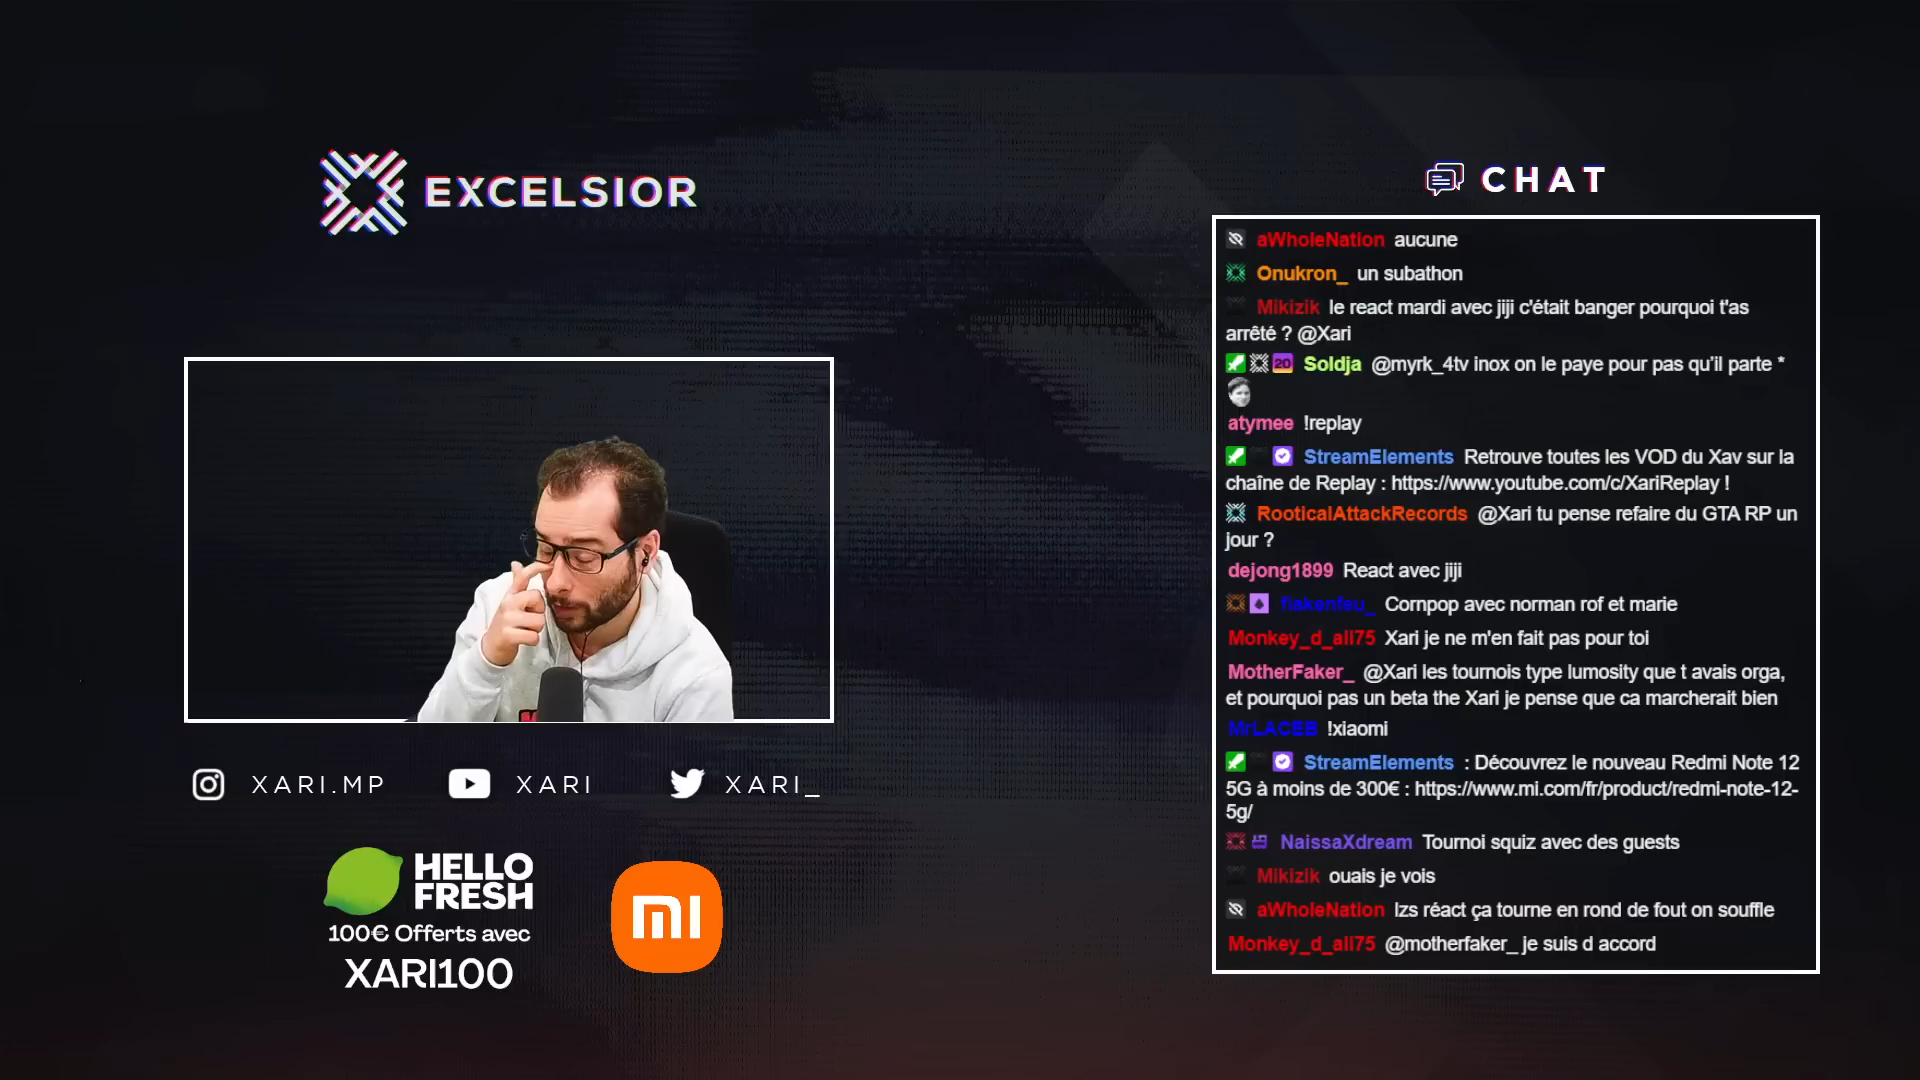 EXCELSIOR
XARI.MP
XARI
XARI_
HELLO
FRESH
100€ Offerts avec
XARI100
CHAT
aWholeNation aucune
Onukron_ un subathon
Mikizik le react mardi avec jiji c'était banger pourquoi t'as
arrêté ? @Xari
20 Soldja @myrk_4tv inox on le paye pour pas qu'il parte *
atymee !replay
StreamElements Retrouve toutes les VOD du Xav sur la
chaîne de Replay : https://www.youtube.com/c/XariReplay !
RooticalAttackRecords @Xari tu pense refaire du GTA RP un
jour ?
dejong1899 React avec jiji
flakenfeu_ Cornpop avec norman rof et marie
Monkey_d_all75 Xari je ne m'en fait pas pour toi
MotherFaker_ @Xari les tournois type lumosity que t avais orga,
et pourquoi pas un beta the Xari je pense que ca marcherait bien
MrLACEB !xiaomi
StreamElements : Découvrez le nouveau Redmi Note 12
5G à moins de 300€ : https://www.mi.com/fr/product/redmi-note-12-
5g/
NaissaXdream Tournoi squiz avec des guests
Mikizik ouais je vois
aWholeNation lzs réact ça tourne en rond de fout on souffle
Monkey_d_all75 @motherfaker_ je suis d accord